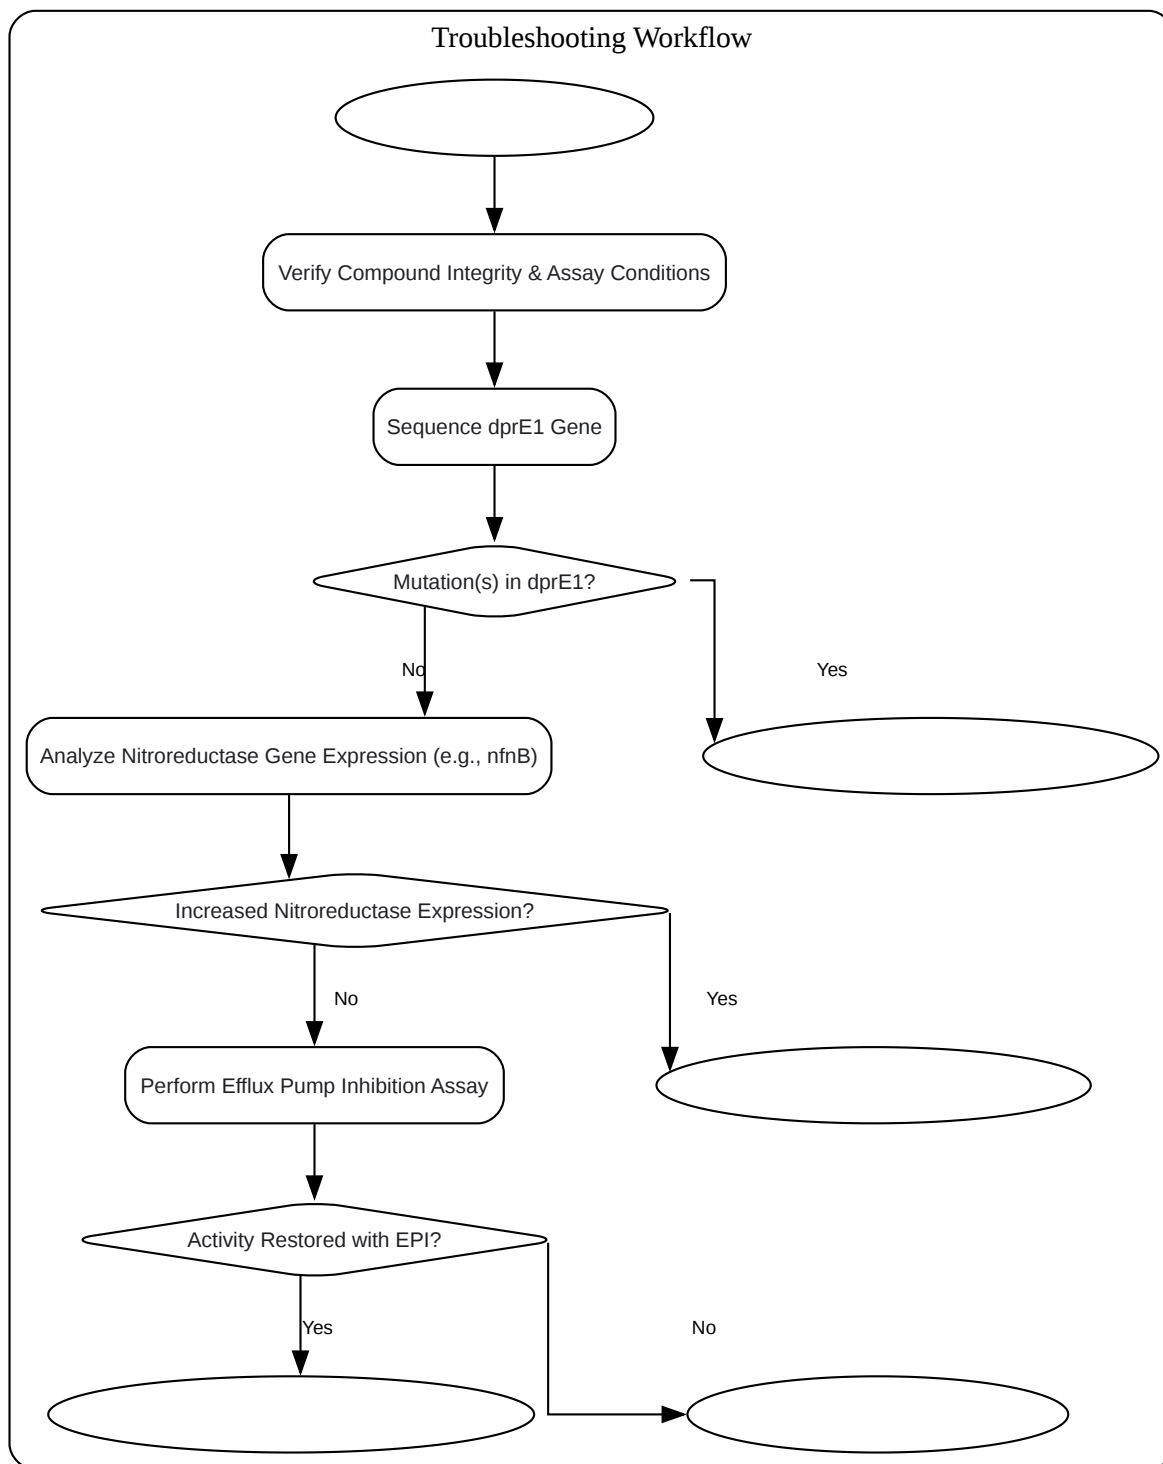 Troubleshooting Workflow
Verify Compound Integrity & Assay Conditions
Sequence dprE1 Gene
Mutation(s) in dprE1?
No
Yes
Analyze Nitroreductase Gene Expression (e.g., nfnB)
Increased Nitroreductase Expression?
No
Yes
Perform Efflux Pump Inhibition Assay
Activity Restored with EPI?
Yes
No